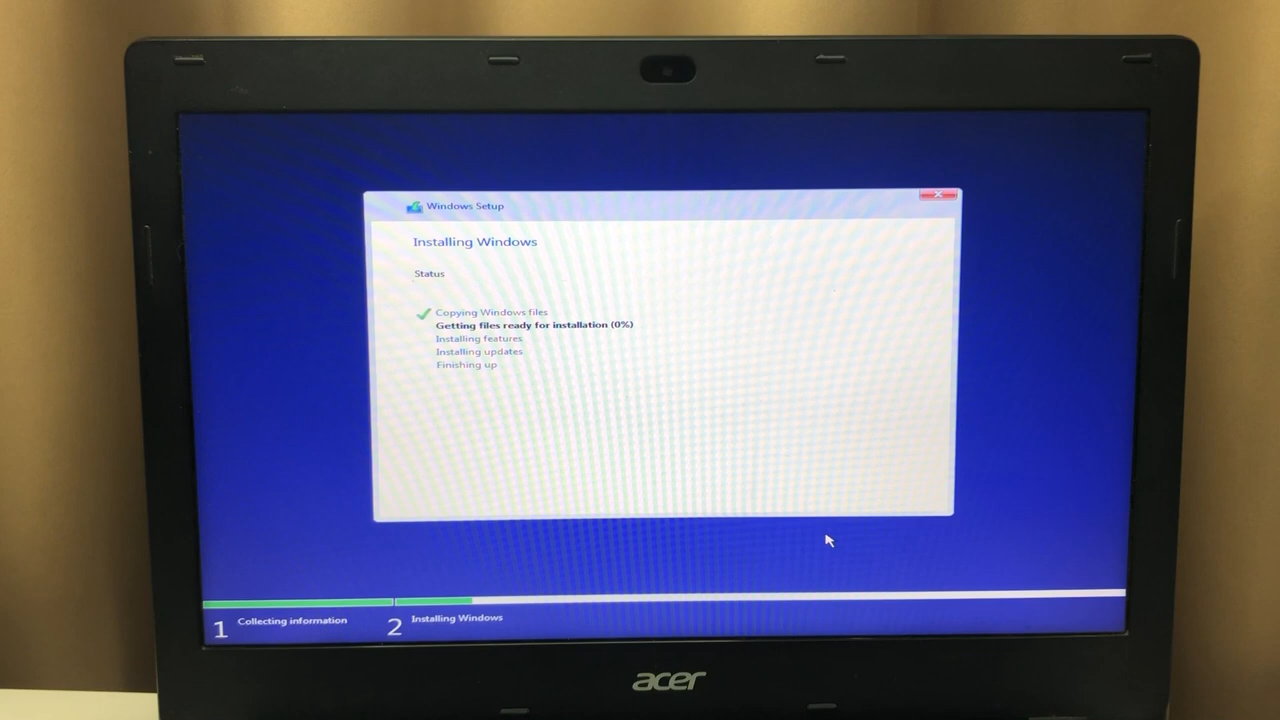 Windows Setup
Installing Windows
Status
Copying Windows files
Getting files ready for installation (0%)
Installing features
Installing updates
Finishing up
1 Collecting information
2 Installing Windows
acer